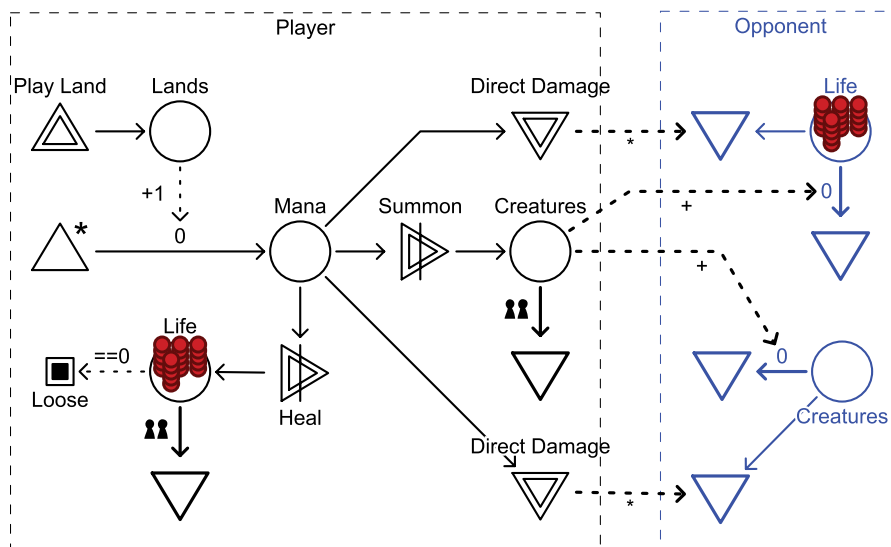 Player
Opponent
Play Land
Lands
Direct Damage
Life
*
+1
0
+
Mana
Summon
Creatures
*
0
+
Life
==0
0
Loose
Heal
Creatures
Direct Damage
*